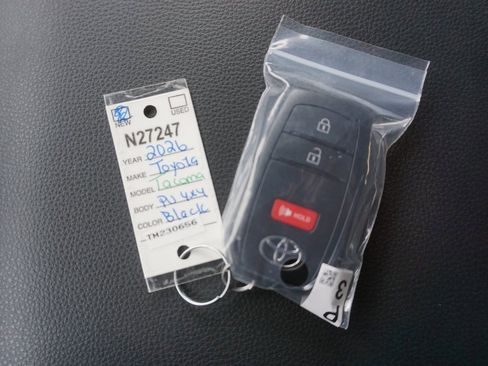 NEW
USED
N27247
YEAR 2026
MAKE Toyota
MODEL Tacoma
BODY PU 4x4
COLOR Black
TM230656
HOLD